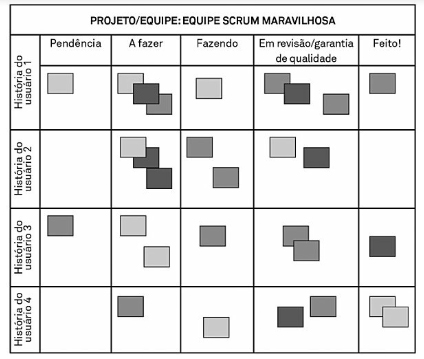 PROJETO/EQUIPE: EQUIPE SCRUM MARAVILHOSA
Pendência
A fazer
Fazendo
Em revisão/garantia
de qualidade
Feito!
História do
usuário 1
História do
usuário 2
História do
usuário 3
História do
usuário 4